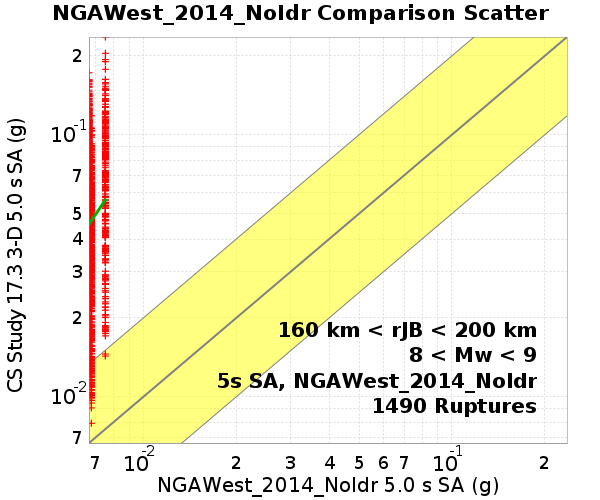 NGAWest_2014_NoIdr Comparison Scatter
CS Study 17.3 3-D 5.0 s SA (g)
2
10⁻¹
7
5
4
3
2
10⁻²
7
160 km < rJB < 200 km
8 < Mw < 9
5s SA, NGAWest_2014_NoIdr
1490 Ruptures
7 10⁻² 2 3 4 5 6 7 10⁻¹ 2
NGAWest_2014_NoIdr 5.0 s SA (g)